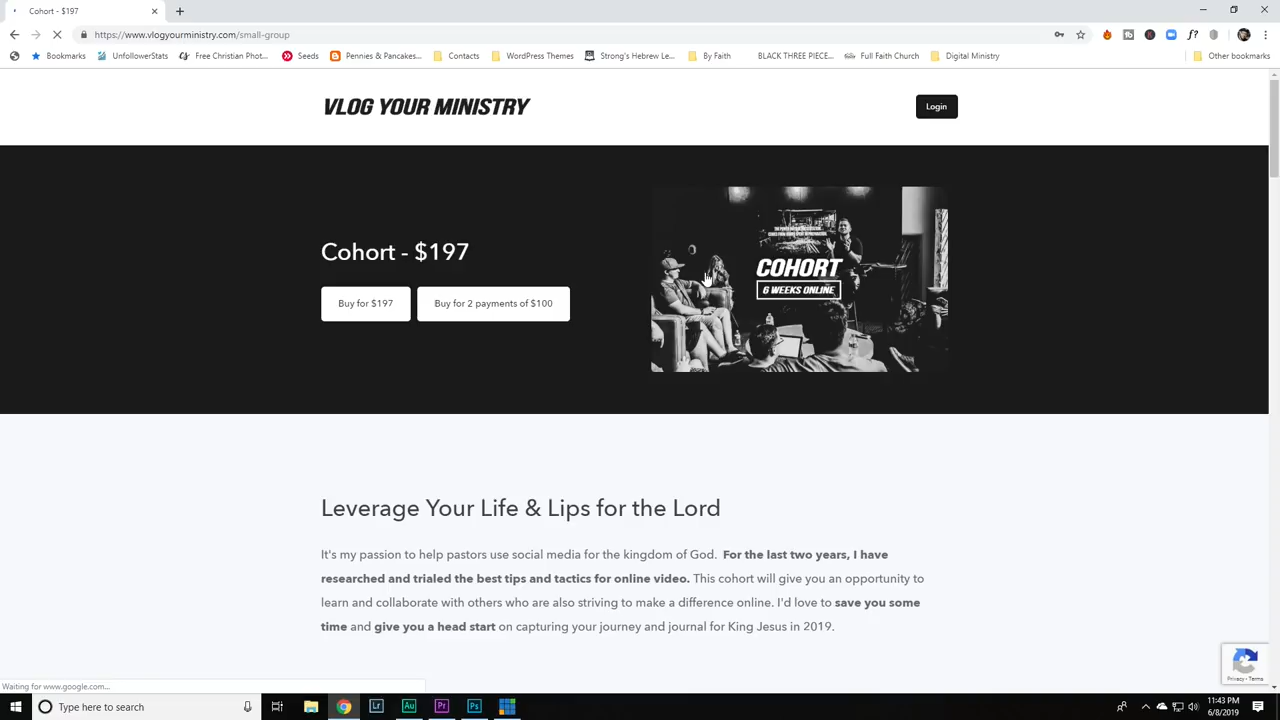 Cohort - $197
https://www.vlogyourministry.com/small-group
Bookmarks
UnfollowerStats
Free Christian Phot...
Seeds
Pennies & Pancakes...
Contacts
WordPress Themes
Strong's Hebrew Le...
By Faith
BLACK THREE PIECE...
Full Faith Church
Digital Ministry
Other bookmarks
VLOG YOUR MINISTRY
Login
Cohort - $197
Buy for $197
Buy for 2 payments of $100
COHORT
6 WEEKS ONLINE
Leverage Your Life & Lips for the Lord
It's my passion to help pastors use social media for the kingdom of God. For the last two years, I have
researched and trialed the best tips and tactics for online video. This cohort will give you an opportunity to
learn and collaborate with others who are also striving to make a difference online. I'd love to save you some
time and give you a head start on capturing your journey and journal for King Jesus in 2019.
Privacy - Terms
Waiting for www.google.com...
Type here to search
Lr
Au
Pr
Ps
11:43 PM
6/8/2019